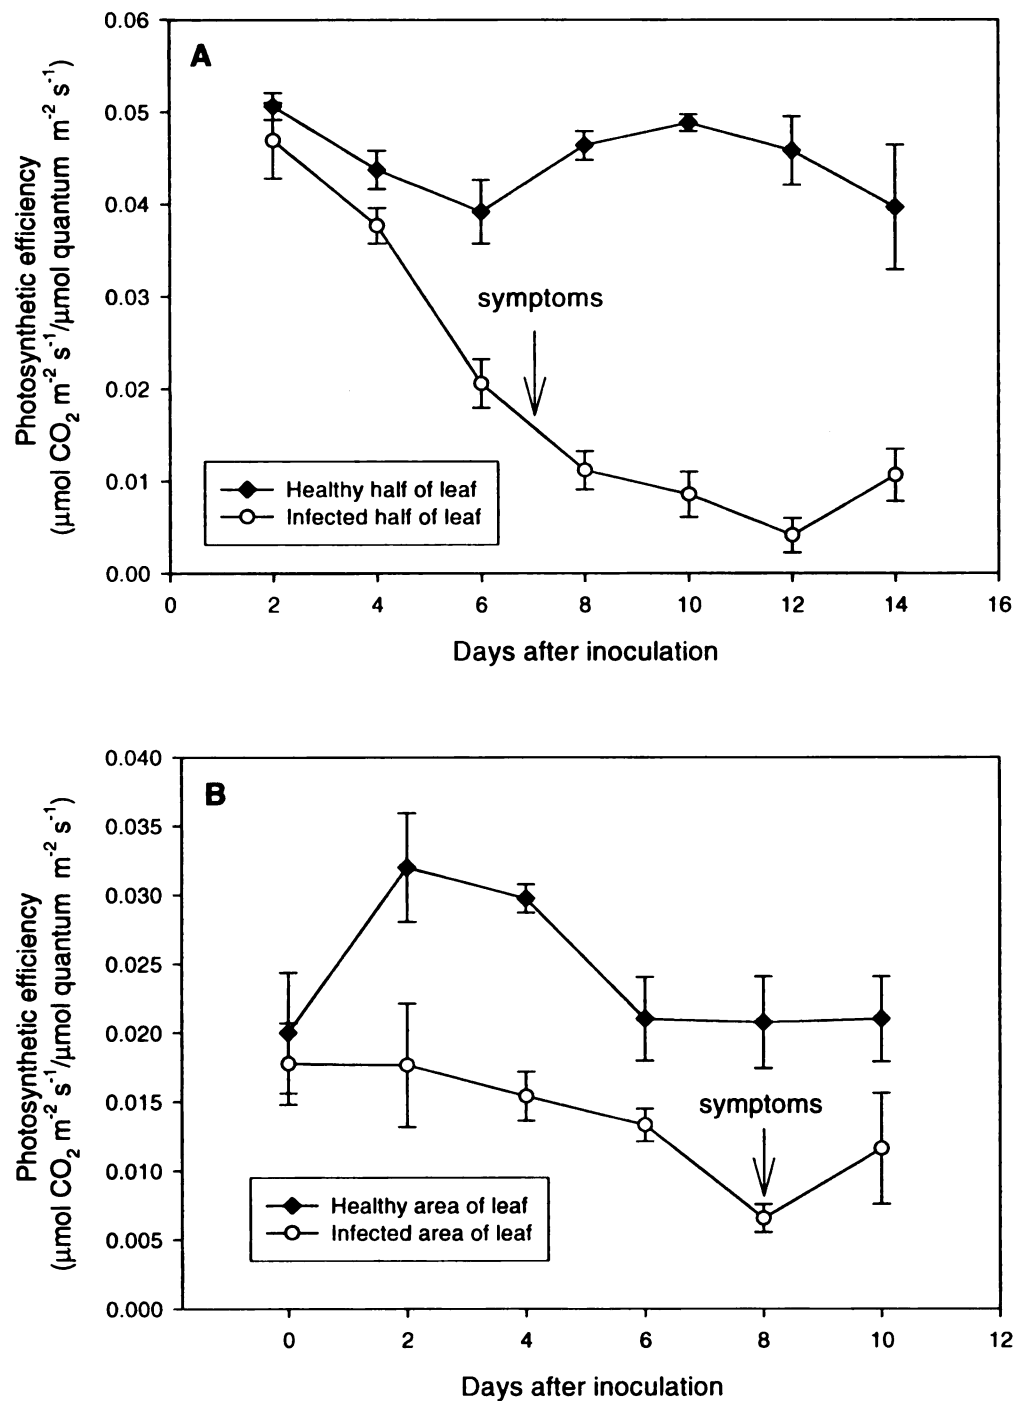 A
Photosynthetic efficiency
(μmol CO₂ m⁻² s⁻¹/μmol quantum m⁻² s⁻¹)
0.06
0.05
0.04
0.03
0.02
0.01
0.00
symptoms
Healthy half of leaf
Infected half of leaf
0 2 4 6 8 10 12 14 16
Days after inoculation
B
Photosynthetic efficiency
(μmol CO₂ m⁻² s⁻¹/μmol quantum m⁻² s⁻¹)
0.040
0.035
0.030
0.025
0.020
0.015
0.010
0.005
0.000
symptoms
Healthy area of leaf
Infected area of leaf
0 2 4 6 8 10 12
Days after inoculation